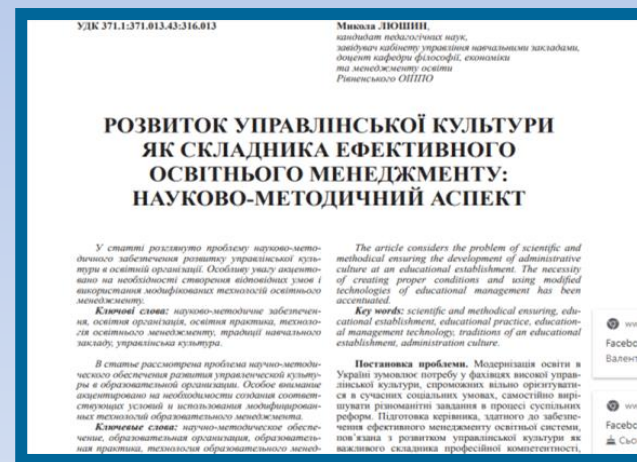 УДК 371.1:371.013.43:316.013
Микола ЛЮШИН,
кандидат педагогічних наук,
завідувач кабінету управління навчальними закладами,
доцент кафедри філософії, економіки
та менеджменту освіти
Рівненського ОІППО
РОЗВИТОК УПРАВЛІНСЬКОЇ КУЛЬТУРИ
ЯК СКЛАДНИКА ЕФЕКТИВНОГО
ОСВІТНЬОГО МЕНЕДЖМЕНТУ:
НАУКОВО-МЕТОДИЧНИЙ АСПЕКТ
У статті розглянуто проблему науково-мето-
дичного забезпечення розвитку управлінської куль-
тури в освітній організації. Особливу увагу акценто-
вано на необхідності створення відповідних умов і
використання модифікованих технологій освітнього
менеджменту.
Ключові слова: науково-методичне забезпечен-
ня, освітня організація, освітня практика, техноло-
гія освітнього менеджменту, традиції навчального
закладу, управлінська культура.
В статье рассмотрена проблема научно-методи-
ческого обеспечения развития управленческой культу-
ры в образовательной организации. Особое внимание
акцентировано на необходимости создания соответ-
ствующих условий и использования модифицирован-
ных технологий образовательного менеджмента.
Ключевые слова: научно-методическое обеспе-
чение, образовательная организация, образователь-
ная практика, технология образовательного менед-
The article considers the problem of scientific and
methodical ensuring the development of administrative
culture at an educational establishment. The necessity
of creating proper conditions and using modified
technologies of educational management has been
accentuated.
Key words: scientific and methodical ensuring, edu-
cational establishment, educational practice, education-
al management technology, traditions of an educational
establishment, administration culture.
Постановка проблеми. Модернізація освіти в
Україні зумовлює потребу у фахівцях високої управ-
лінської культури, спроможних вільно орієнтувати-
ся в сучасних соціальних умовах, самостійно вирі-
шувати різноманітні завдання в процесі суспільних
реформ. Підготовка керівника, здатного до забезпе-
чення ефективного менеджменту освітньої системи,
пов'язана з розвитком управлінської культури як
важливого складника професійної компетентності,
Facebo
Валент
Facebo